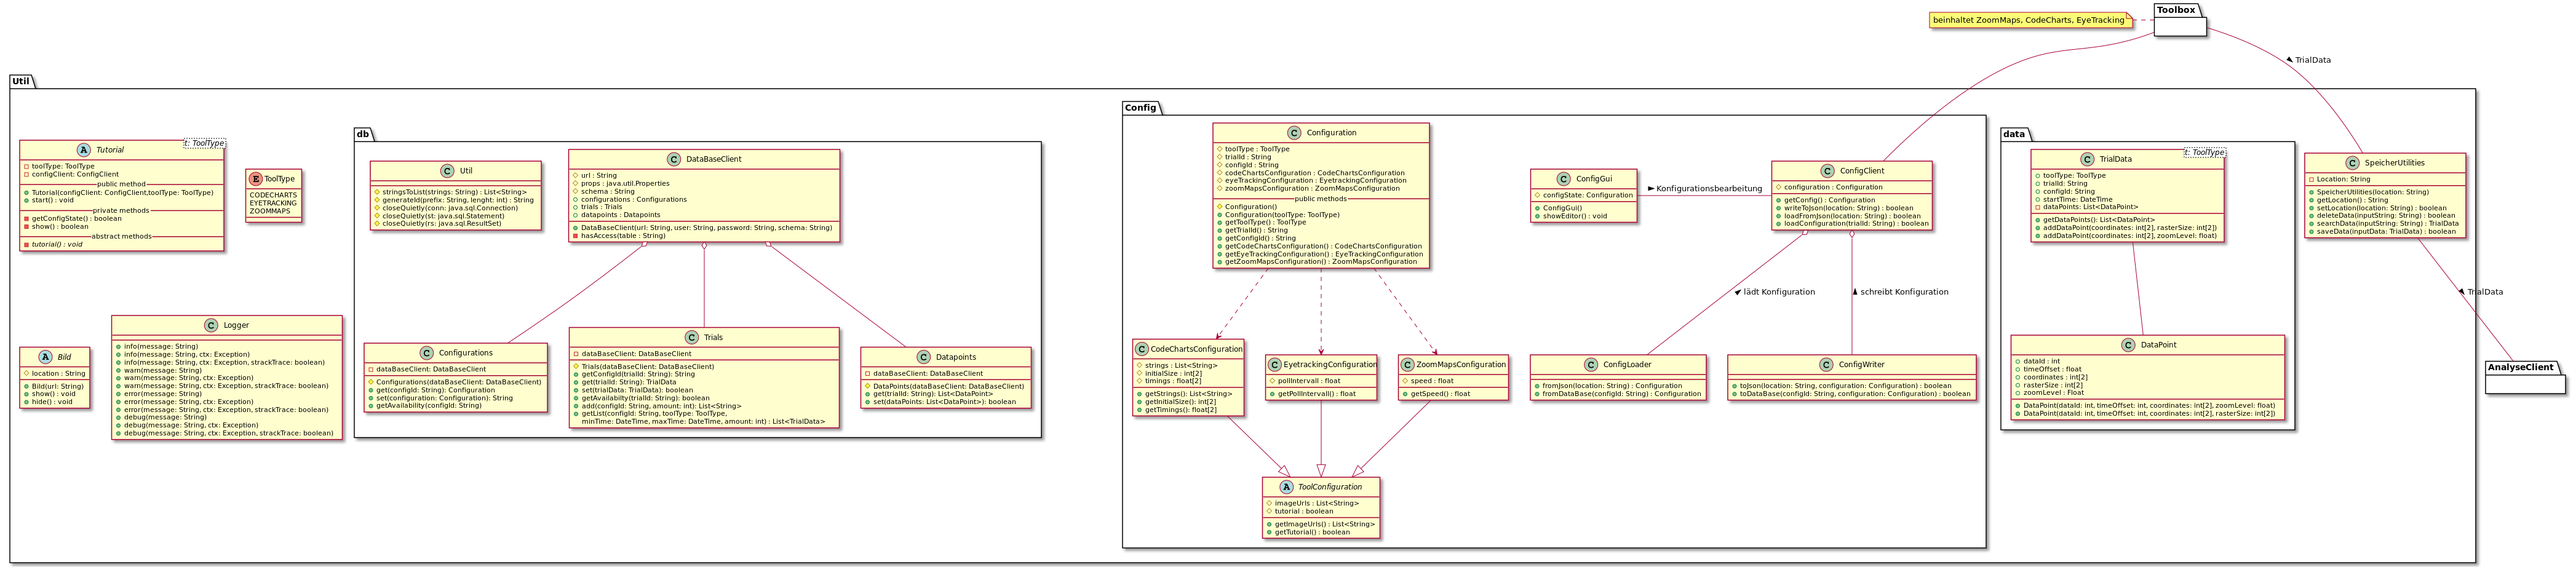 beinhaltet ZoomMaps, CodeCharts, EyeTracking
Toolbox
TrialData
Util
Tutorial
t: ToolType
toolType: ToolType
configClient: ConfigClient
public method
Tutorial(configClient: ConfigClient,toolType: ToolType)
start() : void
private methods
getConfigState() : boolean
show() : boolean
abstract methods
tutorial() : void
E ToolType
CODECHARTS
EYETRACKING
ZOOMMAPS
A Bild
location : String
Bild(url: String)
show() : void
hide() : void
C Logger
info(message: String)
info(message: String, ctx: Exception)
info(message: String, ctx: Exception, strackTrace: boolean)
warn(message: String)
warn(message: String, ctx: Exception)
warn(message: String, ctx: Exception, strackTrace: boolean)
error(message: String)
error(message: String, ctx: Exception)
error(message: String, ctx: Exception, strackTrace: boolean)
debug(message: String)
debug(message: String, ctx: Exception)
debug(message: String, ctx: Exception, strackTrace: boolean)
db
C Util
stringsToList(strings: String) : List<String>
generateId(prefix: String, lenght: int) : String
closeQuietly(conn: java.sql.Connection)
closeQuietly(st: java.sql.Statement)
closeQuietly(rs: java.sql.ResultSet)
C DataBaseClient
url : String
props : java.util.Properties
schema : String
configurations : Configurations
trials : Trials
datapoints : Datapoints
DataBaseClient(url: String, user: String, password: String, schema: String)
hasAccess(table : String)
C Configurations
dataBaseClient: DataBaseClient
Configurations(dataBaseClient: DataBaseClient)
get(configId: String): Configuration
set(configuration: Configuration): String
getAvailability(configId: String)
C Trials
dataBaseClient: DataBaseClient
Trials(dataBaseClient: DataBaseClient)
getConfigId(trialId: String): String
get(trialId: String): TrialData
set(trialData: TrialData): boolean
getAvailabilty(trialId: String): boolean
add(configId: String, amount: int): List<String>
getList(configId: String, toolType: ToolType,
minTime: DateTime, maxTime: DateTime, amount: int) : List<TrialData>
C Datapoints
dataBaseClient: DataBaseClient
DataPoints(dataBaseClient: DataBaseClient)
get(trialId: String): List<DataPoint>
set(dataPoints: List<DataPoint>): boolean
Config
C Configuration
toolType : ToolType
trialId : String
configId : String
codeChartsConfiguration : CodeChartsConfiguration
eyeTrackingConfiguration : EyetrackingConfiguration
zoomMapsConfiguration : ZoomMapsConfiguration
public methods
Configuration()
Configuration(toolType: ToolType)
getToolType() : ToolType
getTrialId() : String
getConfigId() : String
getCodeChartsConfiguration() : CodeChartsConfiguration
getEyeTrackingConfiguration() : EyeTrackingConfiguration
getZoomMapsConfiguration() : ZoomMapsConfiguration
C CodeChartsConfiguration
strings : List<String>
initialSize : int[2]
timings : float[2]
getStrings(): List<String>
getInitialSize(): int[2]
getTimings(): float[2]
C EyetrackingConfiguration
pollIntervall : float
getPollIntervall() : float
C ZoomMapsConfiguration
speed : float
getSpeed() : float
A ToolConfiguration
imageUrls : List<String>
tutorial : boolean
getImageUrls() : List<String>
getTutorial() : boolean
C ConfigGui
configState: Configuration
ConfigGui()
showEditor() : void
Konfigurationsbearbeitung
C ConfigClient
configuration : Configuration
getConfig() : Configuration
writeToJson(location: String) : boolean
loadFromJson(location: String) : boolean
loadConfiguration(trialId: String) : boolean
lädt Konfiguration
schreibt Konfiguration
C ConfigLoader
fromJson(location: String) : Configuration
fromDataBase(configId: String) : Configuration
C ConfigWriter
toJson(location: String, configuration: Configuration) : boolean
toDataBase(configId: String, configuration: Configuration) : boolean
data
C TrialData
t: ToolType
toolType: ToolType
trialId: String
configId: String
startTime: DateTime
dataPoints: List<DataPoint>
getDataPoints(): List<DataPoint>
addDataPoint(coordinates: int[2], rasterSize: int[2])
addDataPoint(coordinates: int[2], zoomLevel: float)
C DataPoint
dataId : int
timeOffset : float
coordinates : int[2]
rasterSize : int[2]
zoomLevel : Float
DataPoint(dataId: int, timeOffset: int, coordinates: int[2], zoomLevel: float)
DataPoint(dataId: int, timeOffset: int, coordinates: int[2], rasterSize: int[2])
C SpeicherUtilities
Location: String
SpeicherUtilities(location: String)
getLocation() : String
setLocation(location: String) : boolean
deleteData(inputString: String) : boolean
searchData(inputString: String) : TrialData
saveData(inputData: TrialData) : boolean
TrialData
AnalyseClient